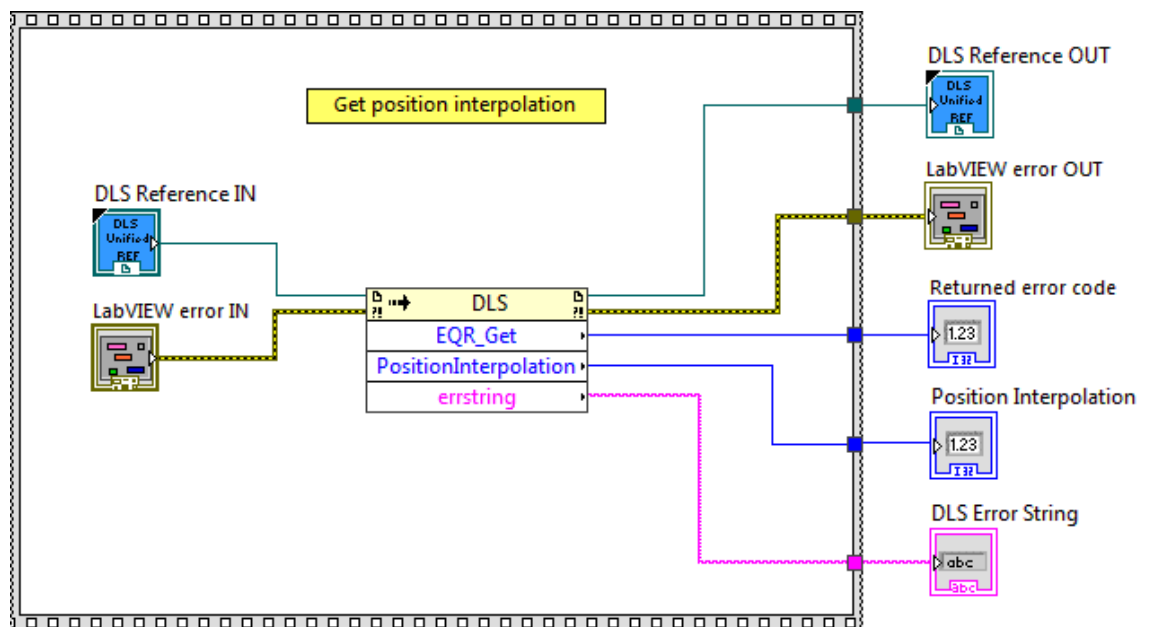 DLS Reference OUT
DLS
Unified
REF
Get position interpolation
LabVIEW error OUT
DLS Reference IN
DLS
Unified
REF
Returned error code
1.23
I32
LabVIEW error IN
?! DLS ?!
EQR_Get
PositionInterpolation
errstring
Position Interpolation
1.23
I32
DLS Error String
abc
abc